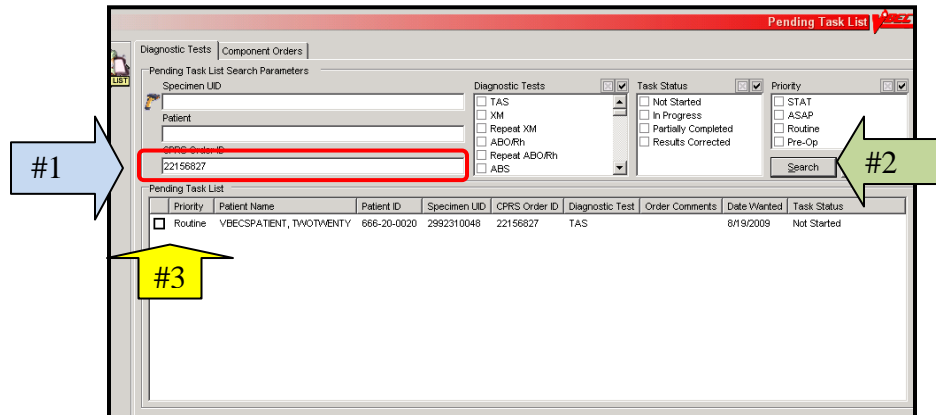 Pending Task List
VBEC
LIST
Diagnostic Tests Component Orders
Pending Task List Search Parameters
Specimen UID
Patient
CPRS Order ID
22156827
Diagnostic Tests
TAS
XM
Repeat XM
ABO/Rh
Repeat ABO/Rh
ABS
Task Status
Not Started
In Progress
Partially Completed
Results Corrected
Priority
STAT
ASAP
Routine
Pre-Op
Search
#1
#2
Pending Task List
Priority Patient Name Patient ID Specimen UID CPRS Order ID Diagnostic Test Order Comments Date Wanted Task Status
Routine VBECSPATIENT, TWOTWENTY 666-20-0020 2992310048 22156827 TAS 8/19/2009 Not Started
#3